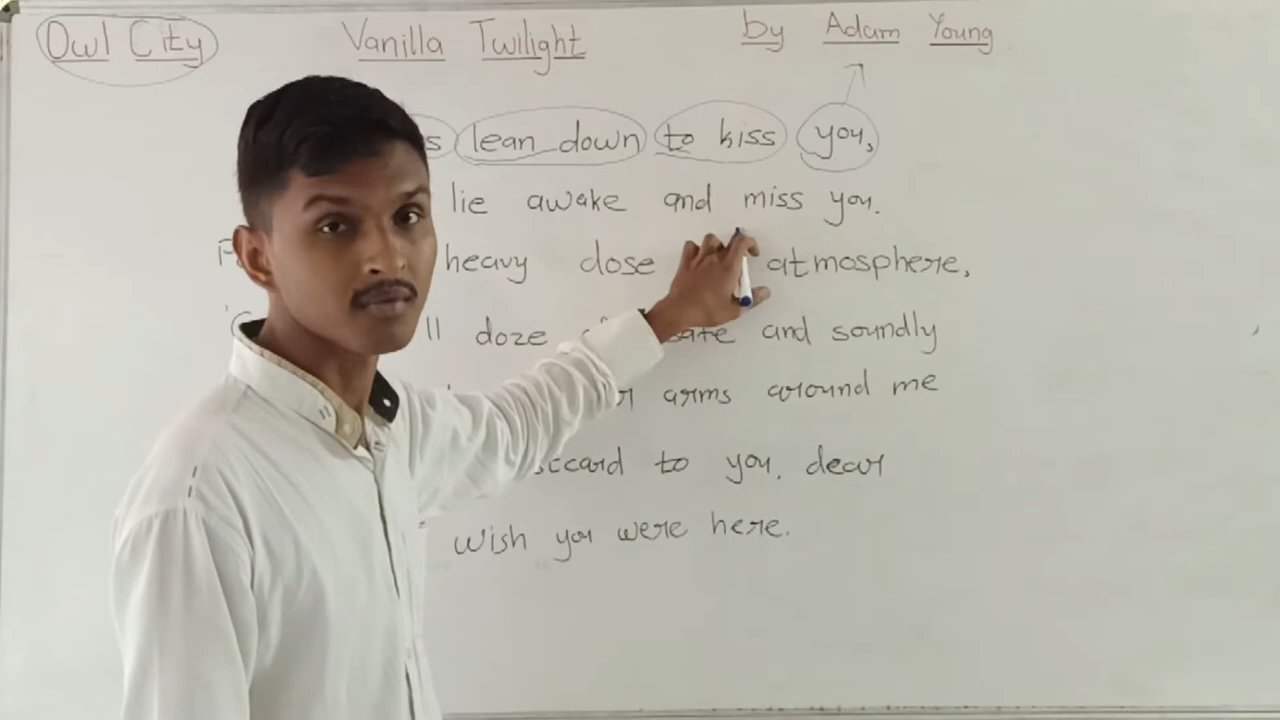 Owl City Vanilla Twilight by Adam Young
lean down to kiss you,
lie awake and miss you.
heavy dose atmosphere,
doze and soundly
arms around me
to you, dear
wish you were here.